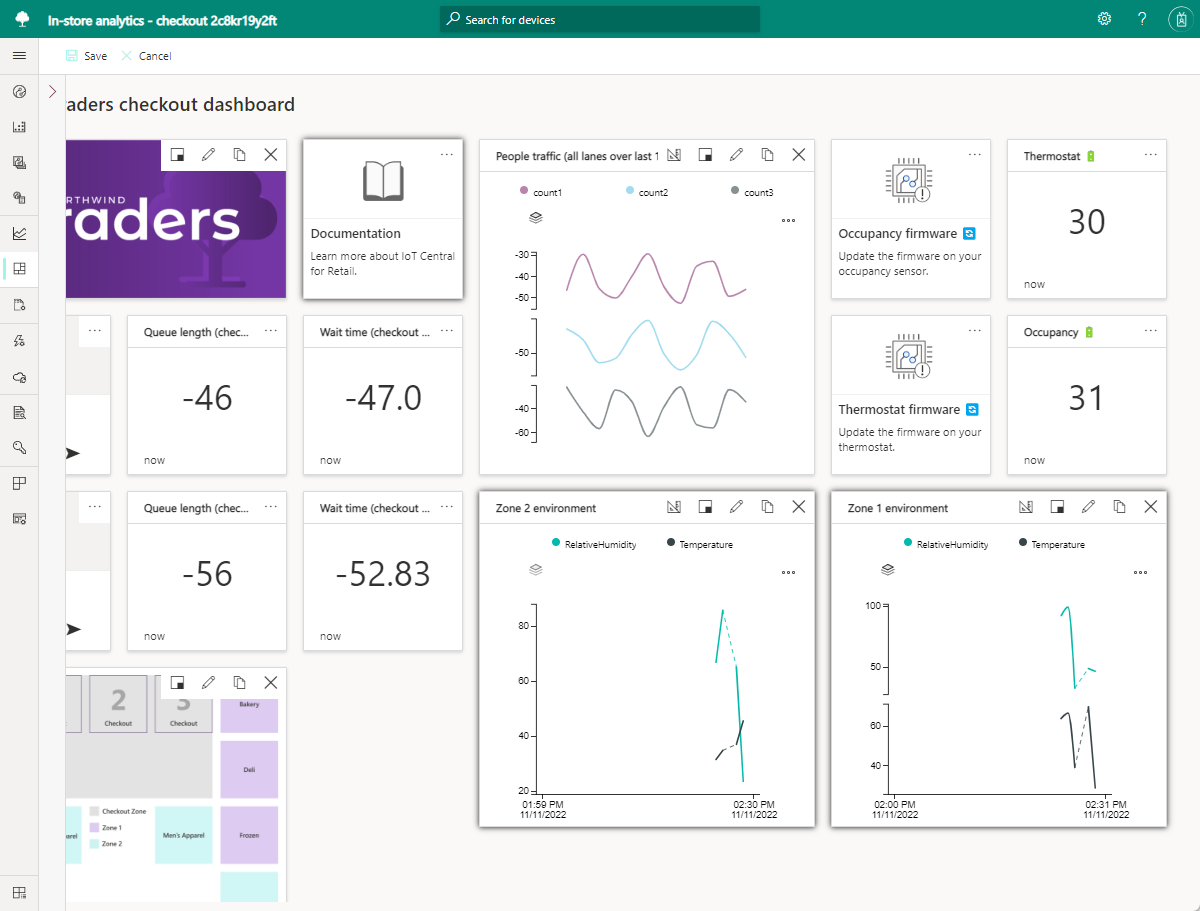 In-store analytics - checkout 2c8kr19y2ft
Search for devices
Save
Cancel
aders checkout dashboard
RTHWIND
raders
Documentation
Learn more about IoT Central
for Retail.
People traffic (all lanes over last 1
count1
count2
count3
-30
-40
-50
-50
-40
-60
Occupancy firmware
Update the firmware on your
occupancy sensor.
Thermostat
30
now
Queue length (chec...
-46
now
Wait time (checkout ...
-47.0
now
Thermostat firmware
Update the firmware on your
thermostat.
Occupancy
31
now
Queue length (chec...
-56
now
Wait time (checkout ...
-52.83
now
Zone 2 environment
RelativeHumidity
Temperature
80
60
40
20
01:59 PM
11/11/2022
02:30 PM
11/11/2022
Zone 1 environment
RelativeHumidity
Temperature
100
50
60
40
02:00 PM
11/11/2022
02:31 PM
11/11/2022
2
Checkout
3
Checkout
Bakery
Deli
Checkout Zone
Zone 1
Zone 2
arel
Men's Apparel
Frozen